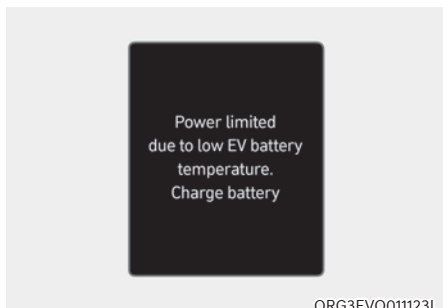 Power limited
due to low EV battery
temperature.
Charge battery